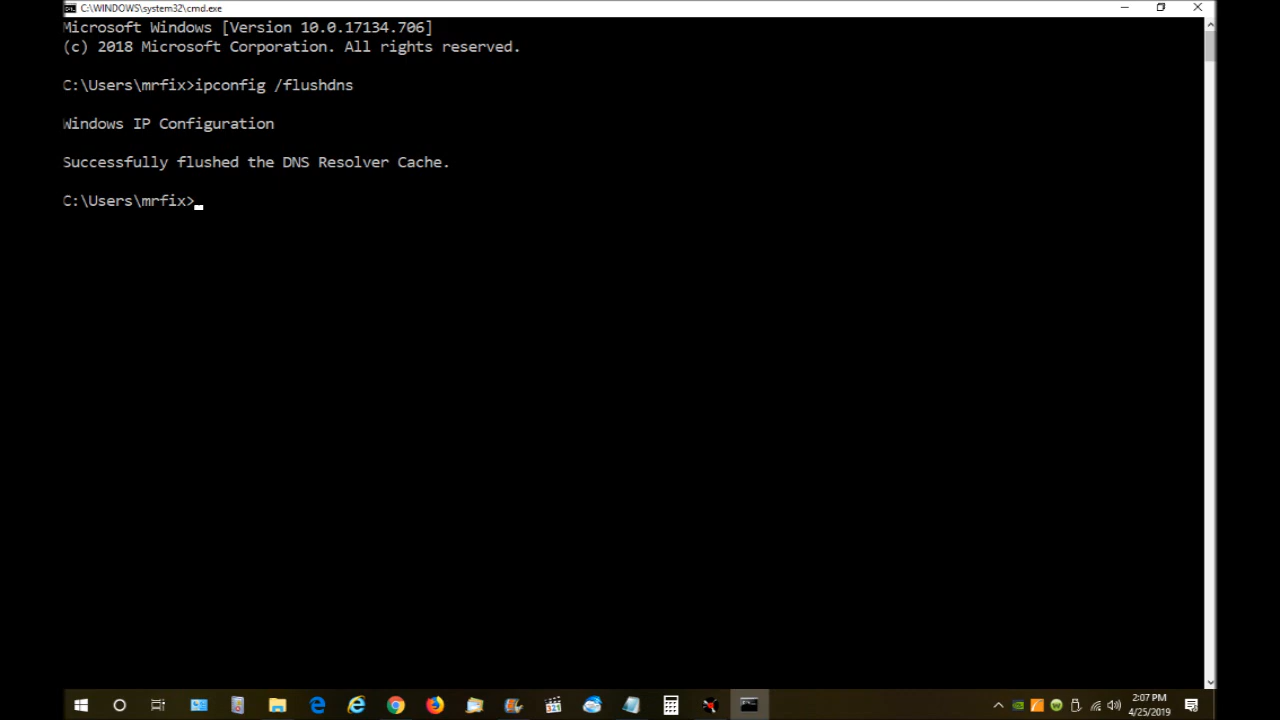 C:\WINDOWS\system32\cmd.exe
Microsoft Windows [Version 10.0.17134.706]
(c) 2018 Microsoft Corporation. All rights reserved.
C:\Users\mrfix>ipconfig /flushdns
Windows IP Configuration
Successfully flushed the DNS Resolver Cache.
C:\Users\mrfix>
2:07 PM
4/25/2019